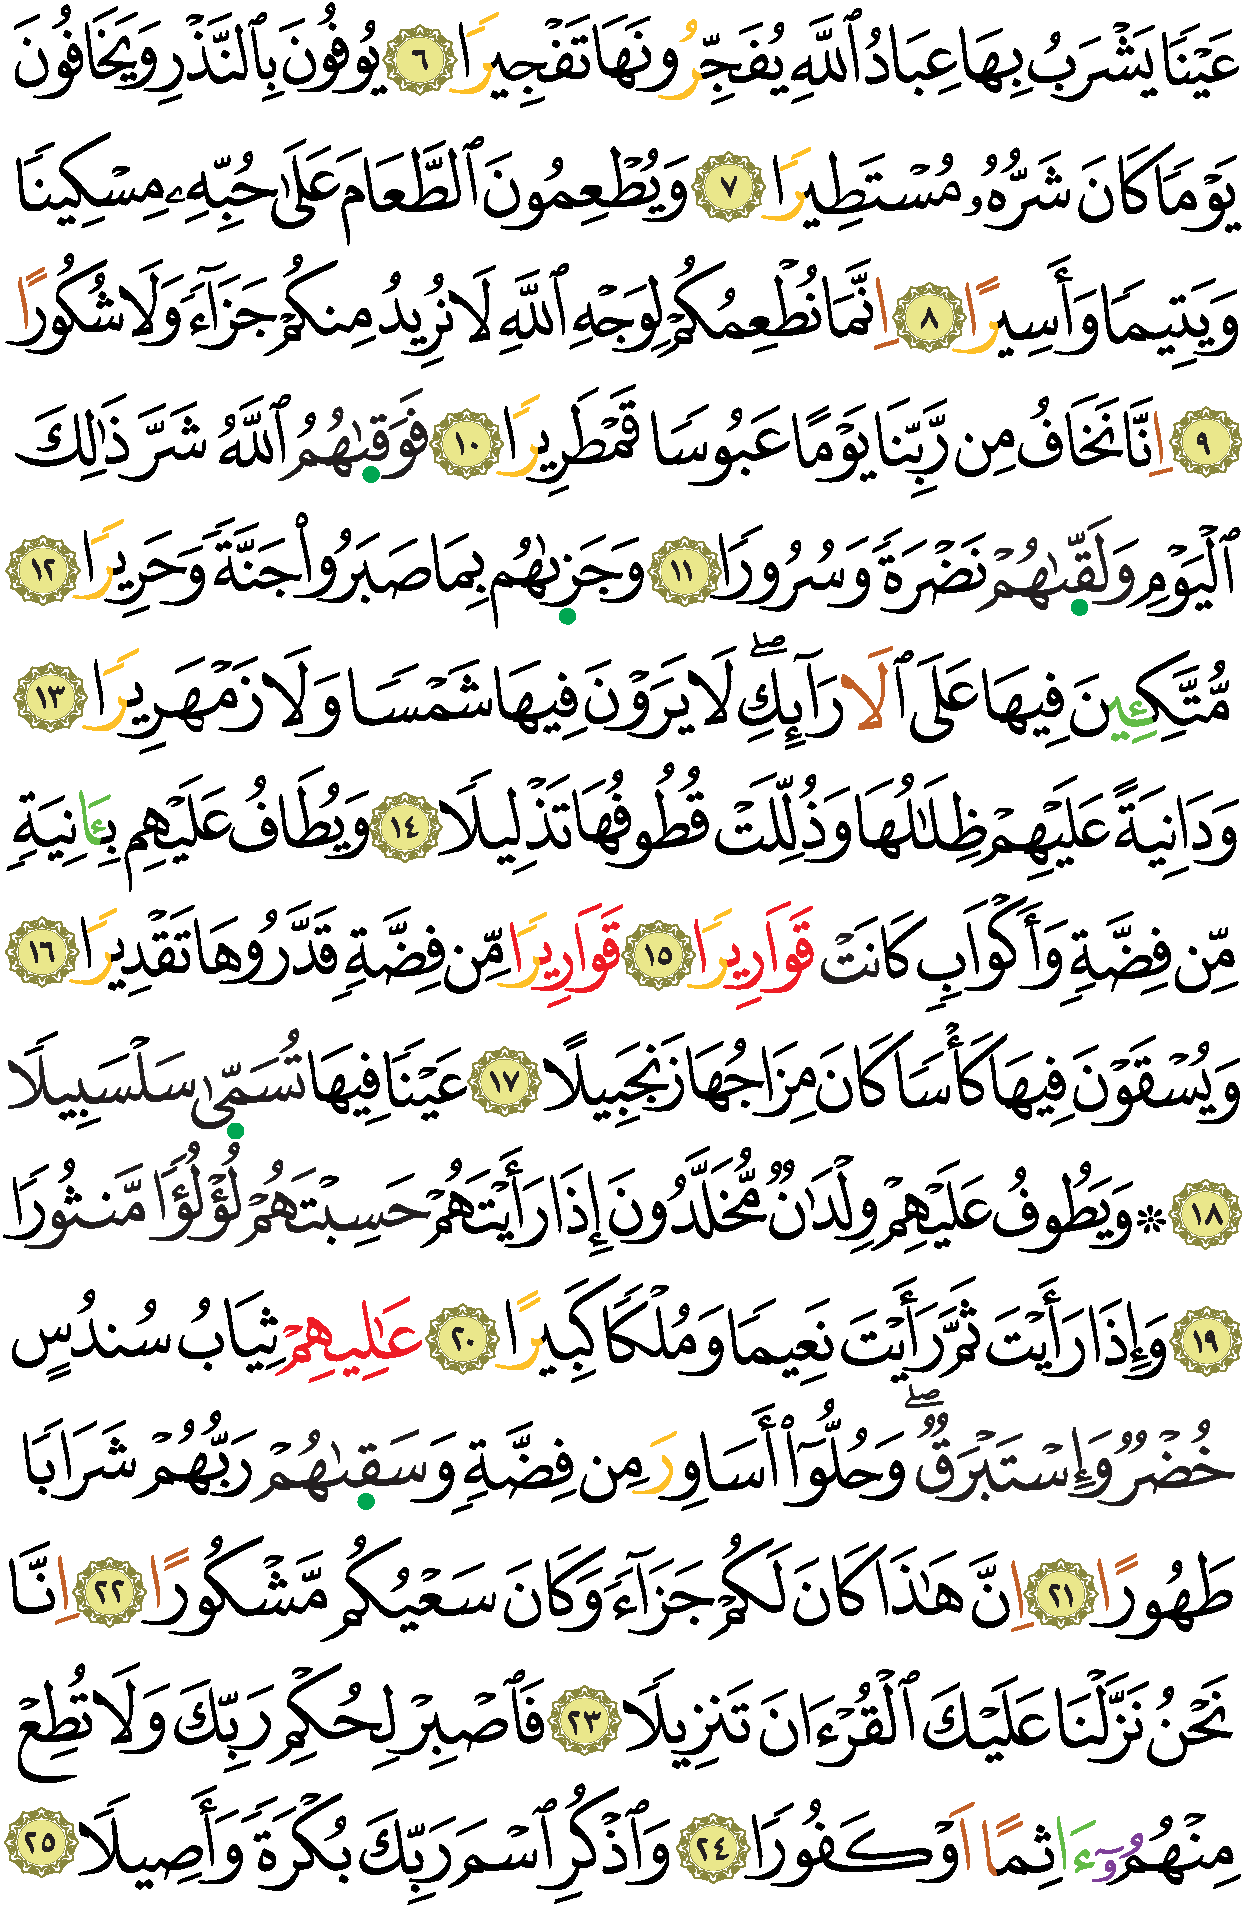 عَيْنٗا يَشْرَبُ بِهَا عِبَادُ ٱللَّهِ يُفَجِّرُونَهَا تَفْجِيرٗا ٦ يُوفُونَ بِٱلنَّذْرِ وَيَخَافُونَ
يَوْمٗا كَانَ شَرُّهُۥ مُسْتَطِيرٗا ٧ وَيُطْعِمُونَ ٱلطَّعَامَ عَلَىٰ حُبِّهِۦ مِسْكِينٗا
وَيَتِيمٗا وَأَسِيرًا ٨ اِنَّمَا نُطْعِمُكُمْ لِوَجْهِ ٱللَّهِ لَا نُرِيدُ مِنكُمْ جَزَآءٗ وَلَا شُكُورًا
٩ اِنَّا نَخَافُ مِن رَّبِّنَا يَوْمًا عَبُوسٗا قَمْطَرِيرٗا ١٠ فَوَقىٰهُمُ ٱللَّهُ شَرَّ ذَٰلِكَ
ٱلْيَوْمِ وَلَقّىٰهُمْ نَضْرَةٗ وَسُرُورٗا ١١ وَجَزىٰهُم بِمَا صَبَرُواْ جَنَّةٗ وَحَرِيرٗا ١٢
مُّتَّكِـِٔينَ فِيهَا عَلَى ٱلَارَآئِكِۖ لَا يَرَوْنَ فِيهَا شَمْسٗا وَلَا زَمْهَرِيرٗا ١٣
وَدَانِيَةً عَلَيْهِمْ ظِلَٰلُهَا وَذُلِّلَتْ قُطُوفُهَا تَذْلِيلٗا ١٤ وَيُطَافُ عَلَيْهِم بِـَٔانِيَةٖ
مِّن فِضَّةٖ وَأَكْوَابٖ كَانَتْ قَوَارِيرٗا ١٥ قَوَارِيرٗا مِّن فِضَّةٖ قَدَّرُوهَا تَقْدِيرٗا ١٦
وَيُسْقَوْنَ فِيهَا كَأْسٗا كَانَ مِزَاجُهَا زَنجَبِيلًا ١٧ عَيْنٗا فِيهَا تُسَمّىٰ سَلْسَبِيلٗا
١٨ ۞ وَيَطُوفُ عَلَيْهِمْ وِلْدَٰنٞ مُّخَلَّدُونَ إِذَا رَأَيْتَهُمْ حَسِبْتَهُمْ لُؤْلُؤٗا مَّنثُورٗا
١٩ وَإِذَا رَأَيْتَ ثَمَّ رَأَيْتَ نَعِيمٗا وَمُلْكٗا كَبِيرًا ٢٠ عَٰلِيهِمْ ثِيَابُ سُندُسٍ
خُضْرٞ وَإِسْتَبْرَقٞۖ وَحُلُّوٓاْ أَسَاوِرَ مِن فِضَّةٖ وَسَقىٰهُمْ رَبُّهُمْ شَرَابٗا
طَهُورًا ٢١ اِنَّ هَٰذَا كَانَ لَكُمْ جَزَآءٗ وَكَانَ سَعْيُكُم مَّشْكُورًا ٢٢ اِنَّا
نَحْنُ نَزَّلْنَا عَلَيْكَ ٱلْقُرْءَانَ تَنزِيلٗا ٢٣ فَٱصْبِرْ لِحُكْمِ رَبِّكَ وَلَا تُطِعْ
مِنْهُمُۥٓ ءَاثِمًا اَوْ كَفُورٗا ٢٤ وَٱذْكُرِ ٱسْمَ رَبِّكَ بُكْرَةٗ وَأَصِيلٗا ٢٥